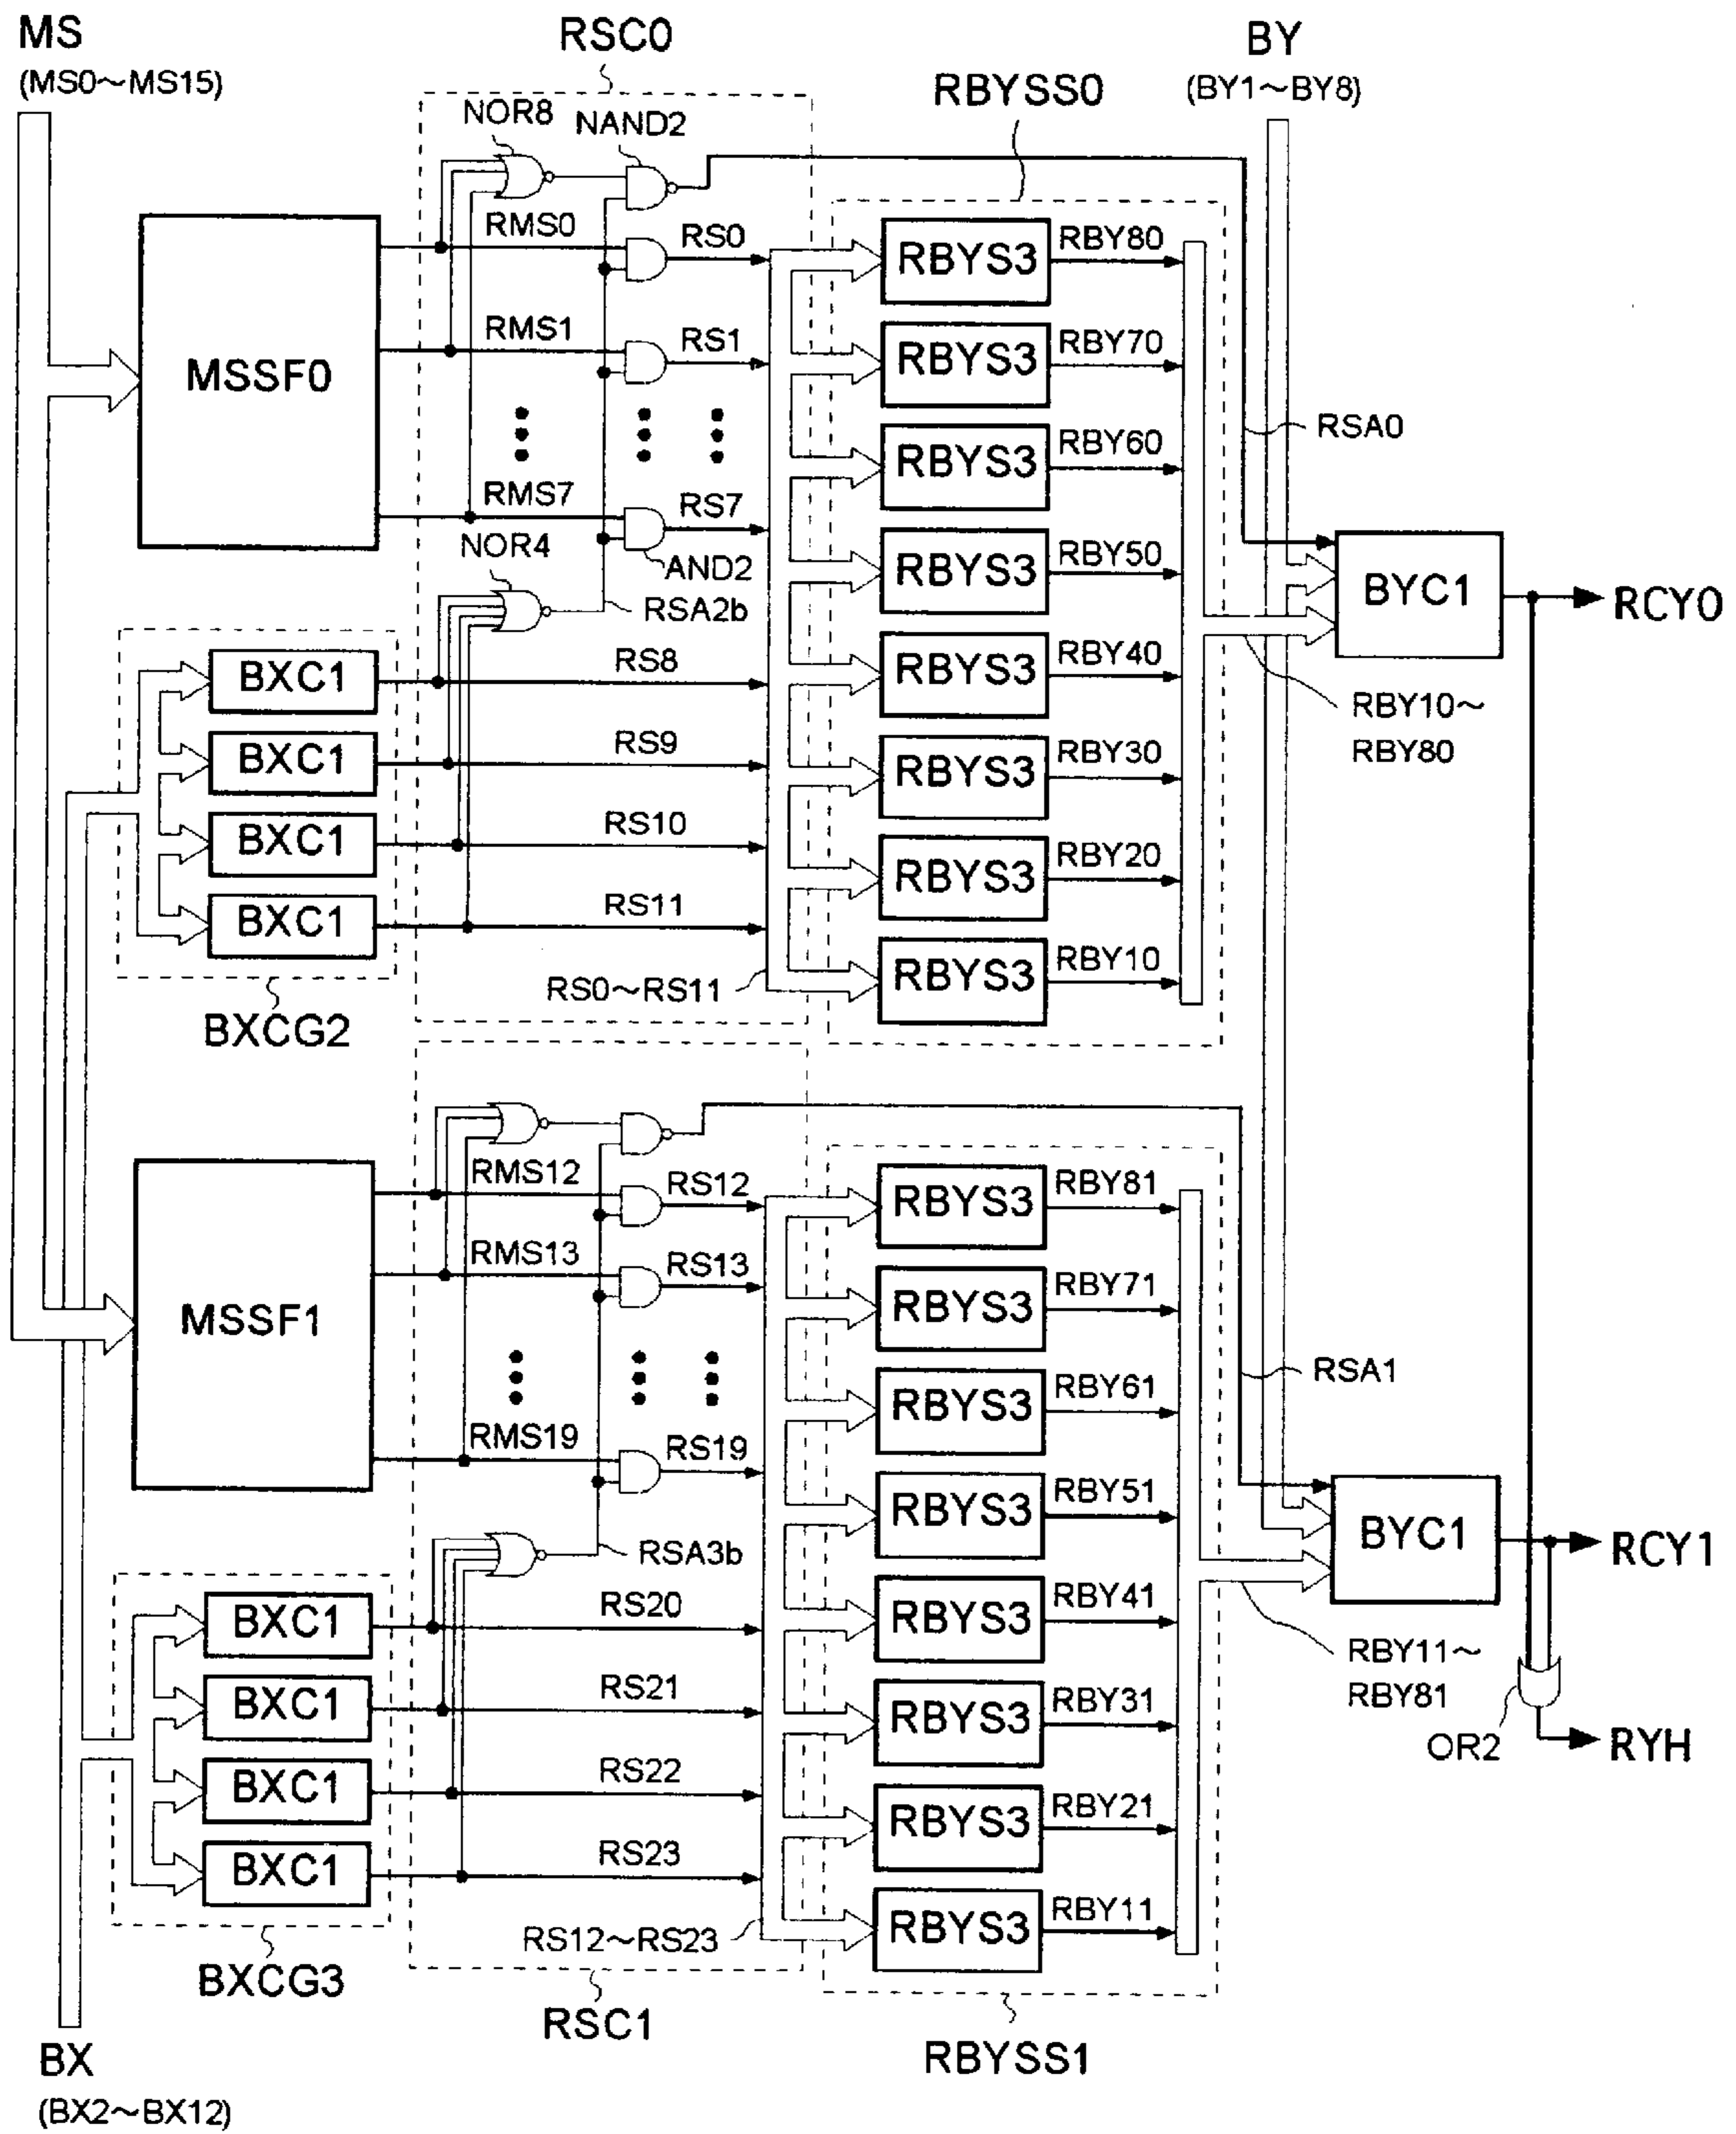 MS
(MS0~MS15)
RSC0
BY
(BY1~BY8)
RBYSS0
NOR8
NAND2
RMS0
RS0
RBYS3
RBY80
MSSF0
RMS1
RS1
RBYS3
RBY70
RSA0
RBYS3
RBY60
RMS7
RS7
NOR4
AND2
RBYS3
RBY50
BYC1
RCY0
RSA2b
BXC1
RS8
RBYS3
RBY40
RBY10~
RBY80
BXC1
RS9
RBYS3
RBY30
BXC1
RS10
RBYS3
RBY20
BXC1
RS11
RBYS3
RBY10
RS0~RS11
BXCG2
RMS12
RS12
RBYS3
RBY81
MSSF1
RMS13
RS13
RBYS3
RBY71
RSA1
RBYS3
RBY61
RMS19
RS19
RBYS3
RBY51
BYC1
RCY1
RSA3b
BXC1
RS20
RBYS3
RBY41
RBY11~
RBY81
BXC1
RS21
RBYS3
RBY31
OR2
RYH
BXC1
RS22
RBYS3
RBY21
BXC1
RS23
RBYS3
RBY11
RS12~RS23
BXCG3
RSC1
RBYSS1
BX
(BX2~BX12)